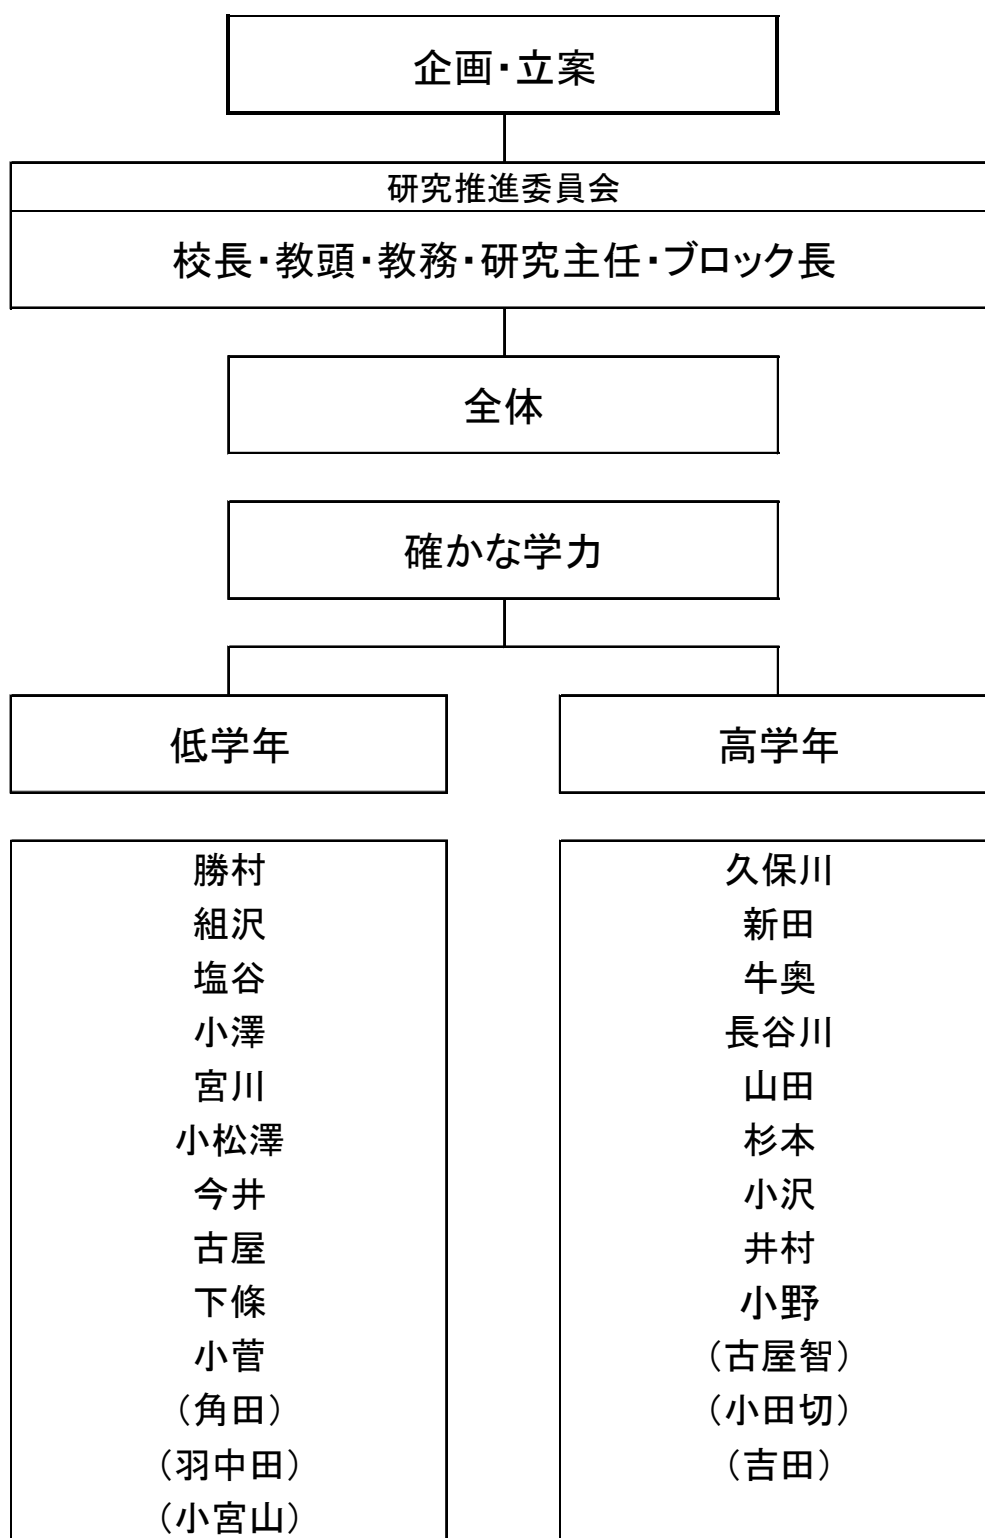 企画・立案
研究推進委員会
校長・教頭・教務・研究主任・ブロック長
全体
確かな学力
低学年
高学年
勝村
組沢
塩谷
小澤
宮川
小松澤
今井
古屋
下條
小菅
（角田）
（羽中田）
（小宮山）
久保川
新田
牛奥
長谷川
山田
杉本
小沢
井村
小野
（古屋智）
（小田切）
（吉田）